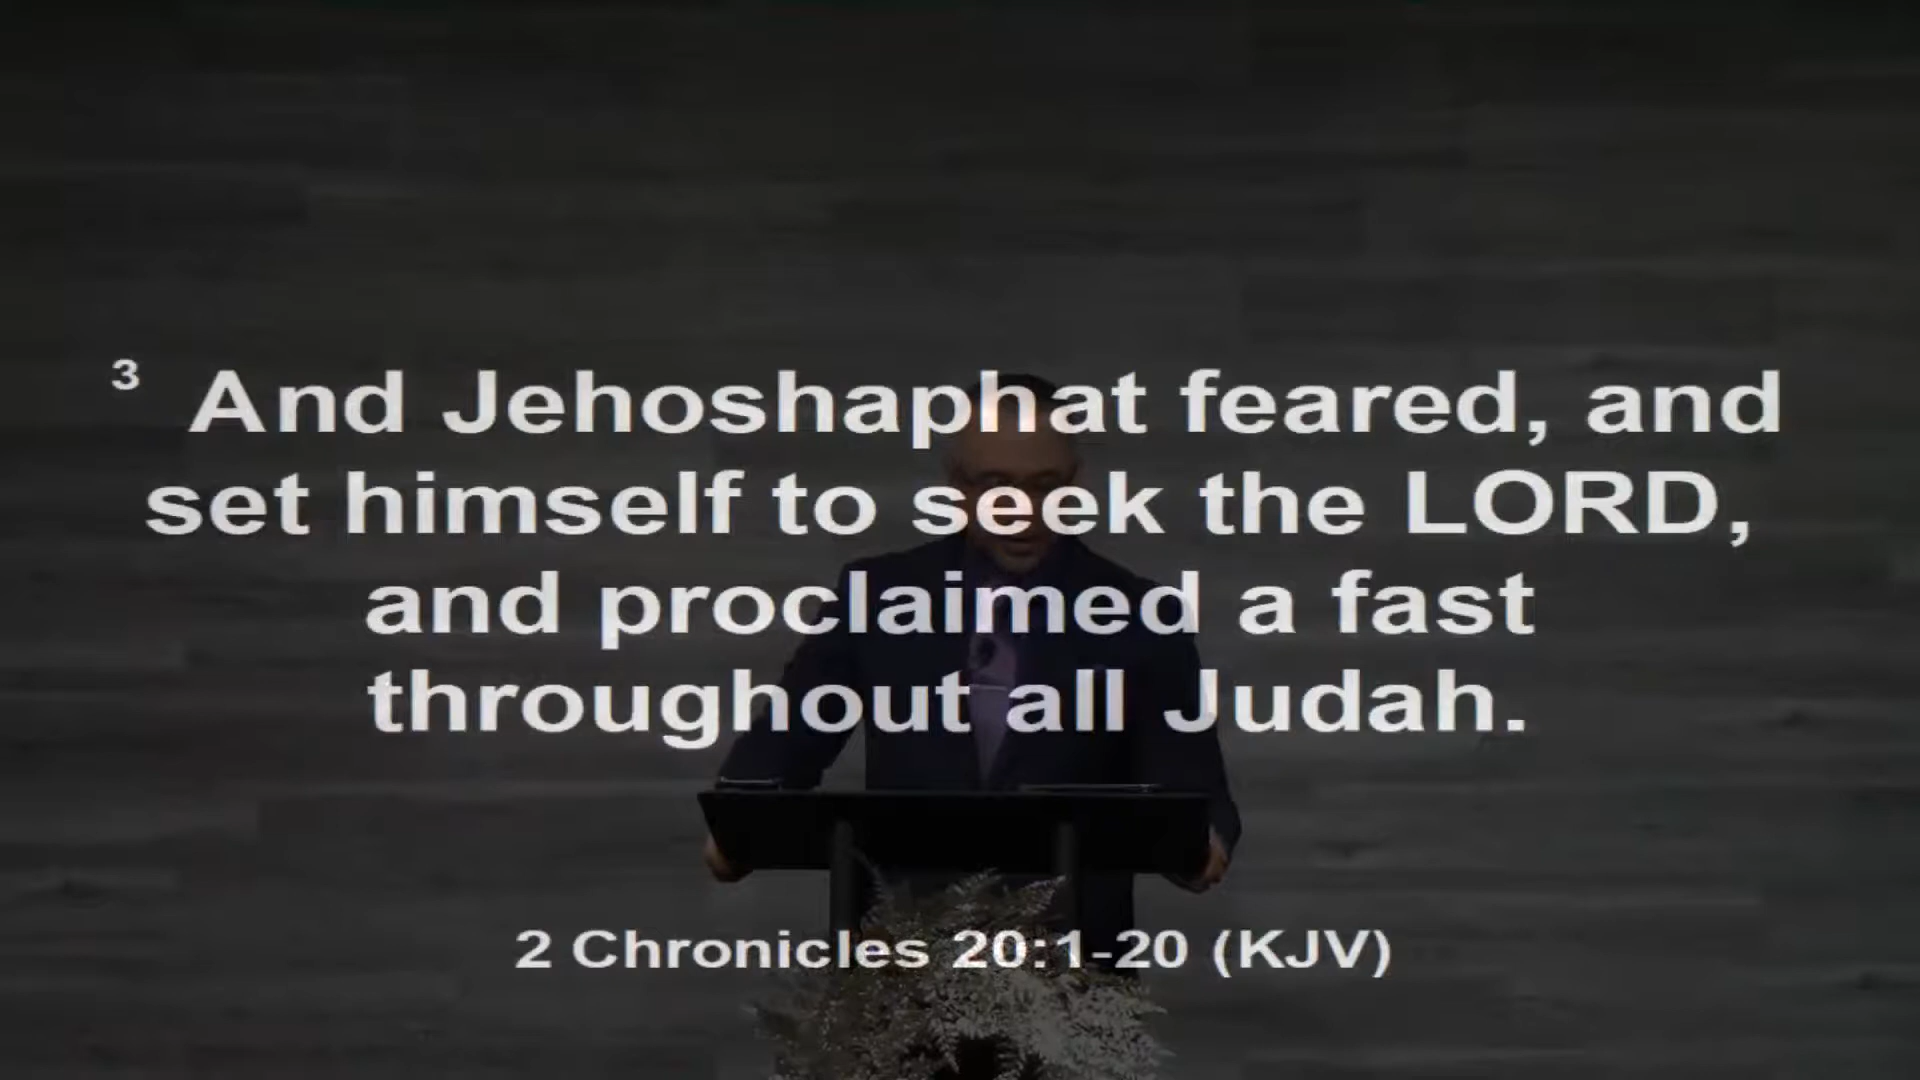 3 And Jehoshaphat feared, and
set himself to seek the LORD,
and proclaimed a fast
throughout all Judah.
2 Chronicles 20:1-20 (KJV)